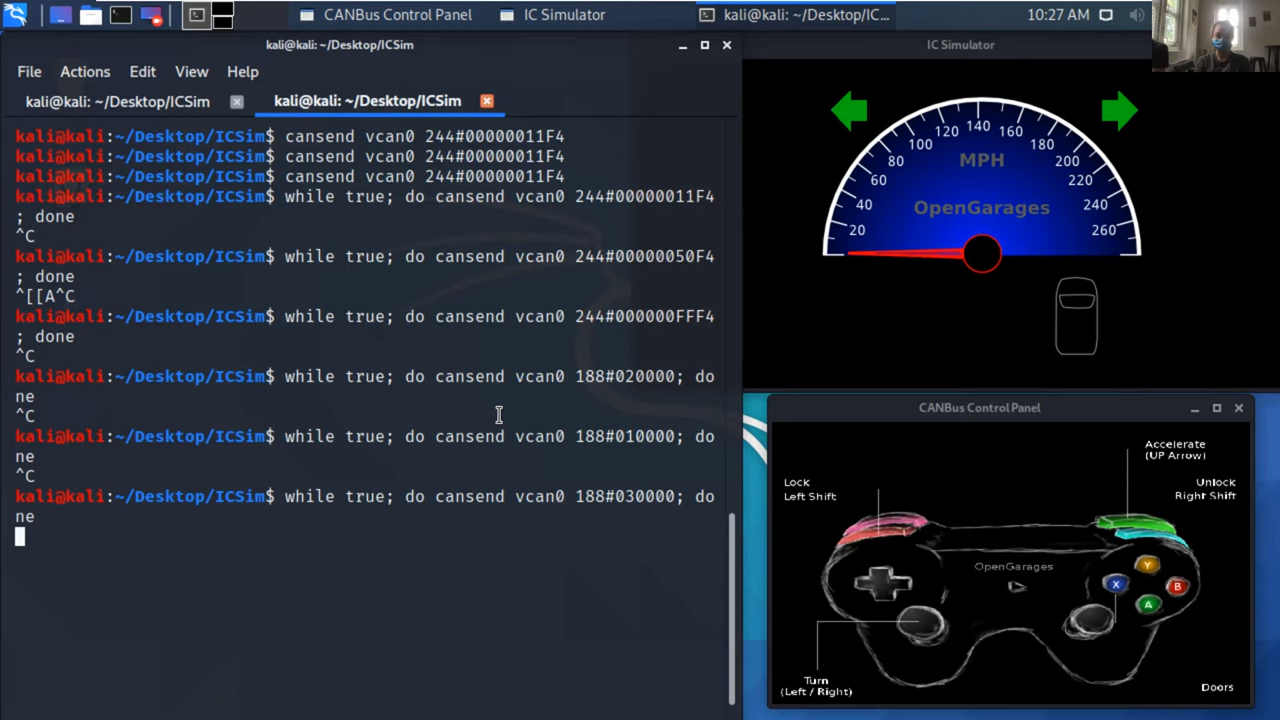 CANBus Control Panel
IC Simulator
kali@kali: ~/Desktop/IC...
10:27 AM
kali@kali: ~/Desktop/ICSim
File Actions Edit View Help
kali@kali: ~/Desktop/ICSim
kali@kali: ~/Desktop/ICSim
kali@kali:~/Desktop/ICSim$ cansend vcan0 244#00000011F4
kali@kali:~/Desktop/ICSim$ cansend vcan0 244#00000011F4
kali@kali:~/Desktop/ICSim$ cansend vcan0 244#00000011F4
kali@kali:~/Desktop/ICSim$ while true; do cansend vcan0 244#00000011F4
; done
^C
kali@kali:~/Desktop/ICSim$ while true; do cansend vcan0 244#00000050F4
; done
^[[A^C
kali@kali:~/Desktop/ICSim$ while true; do cansend vcan0 244#000000FFF4
; done
^C
kali@kali:~/Desktop/ICSim$ while true; do cansend vcan0 188#020000; do
ne
^C
kali@kali:~/Desktop/ICSim$ while true; do cansend vcan0 188#010000; do
ne
^C
kali@kali:~/Desktop/ICSim$ while true; do cansend vcan0 188#030000; do
ne
IC Simulator
20
40
60
80
100
120
140
160
180
200
220
240
260
MPH
OpenGarages
CANBus Control Panel
Accelerate
(UP Arrow)
Lock
Left Shift
Unlock
Right Shift
OpenGarages
Y
X
B
A
Turn
(Left / Right)
Doors